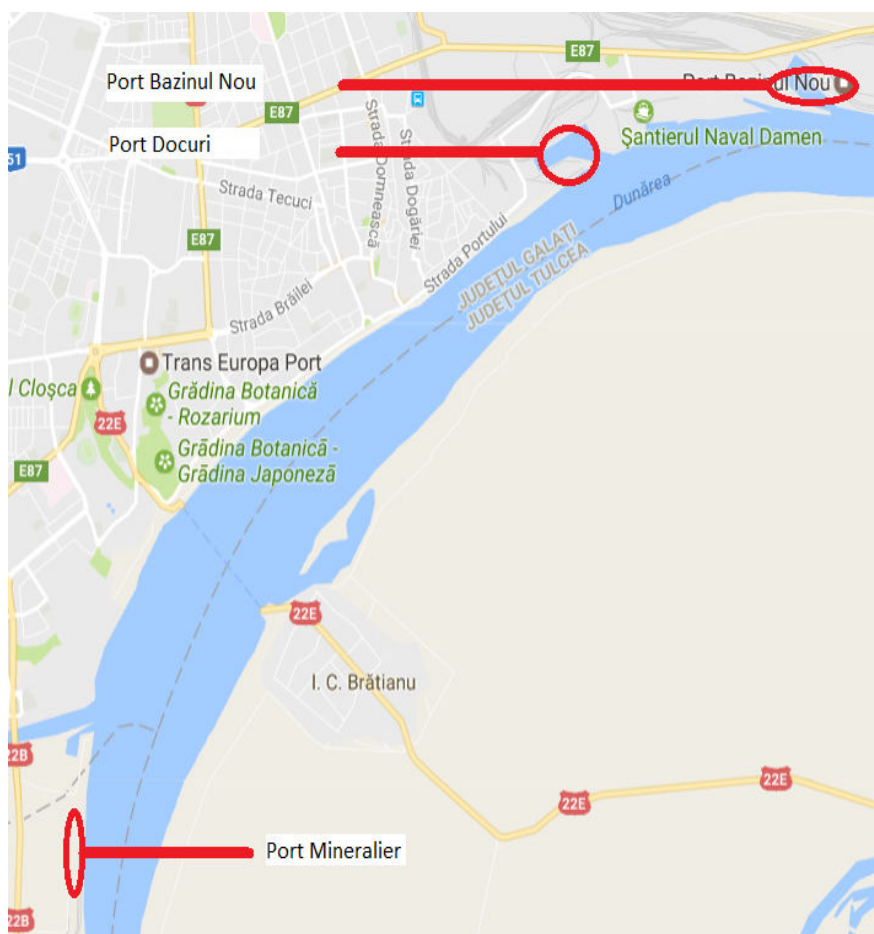 E87
Port Bazinul Nou
Port Bazinul Nou
E87
Şantierul Naval Damen
Port Docuri
51
Strada Domnească
Strada Dogăriei
Strada Tecuci
Dunărea
E87
Strada Portului
JUDEȚUL GALAȚI
JUDEȚUL TULCEA
Strada Brăilei
Trans Europa Port
l Cloșca
Grădina Botanică
- Rozarium
22E
Grădina Botanică -
Grădina Japoneză
E87
22E
I. C. Brătianu
22B
22E
22E
Port Mineralier
22B